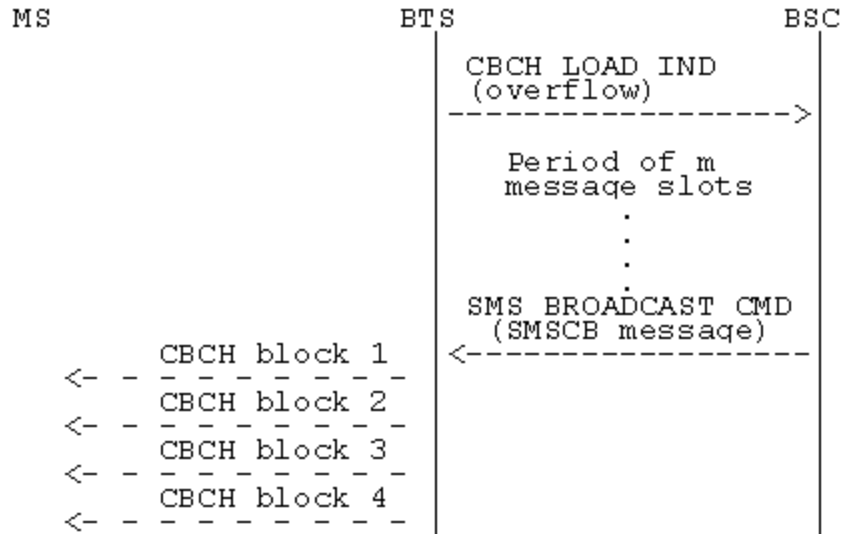 MS BTS BSC
CBCH LOAD IND
(overflow)
Period of m
message slots
.
.
.
.
SMS BROADCAST CMD
(SMSCB message)
CBCH block 1
CBCH block 2
CBCH block 3
CBCH block 4